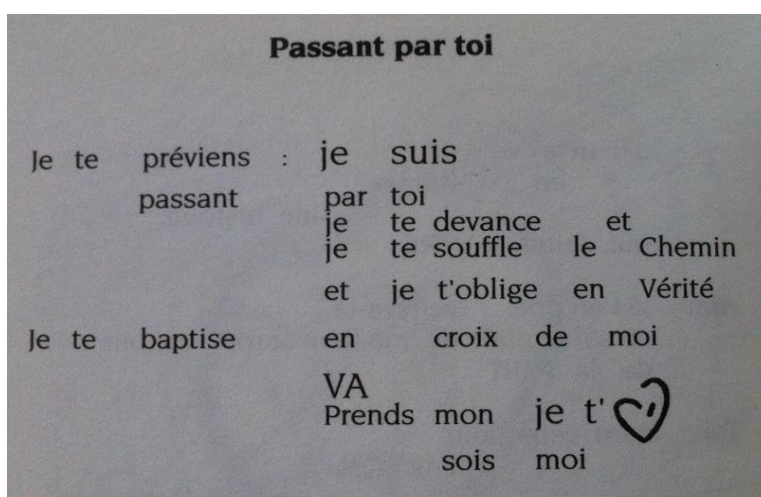 Passant par toi
Je te préviens : je suis
passant par toi
je te devance et
je te souffle le Chemin
et je t'oblige en Vérité
Je te baptise en croix de moi
VA
Prends mon je t'
sois moi